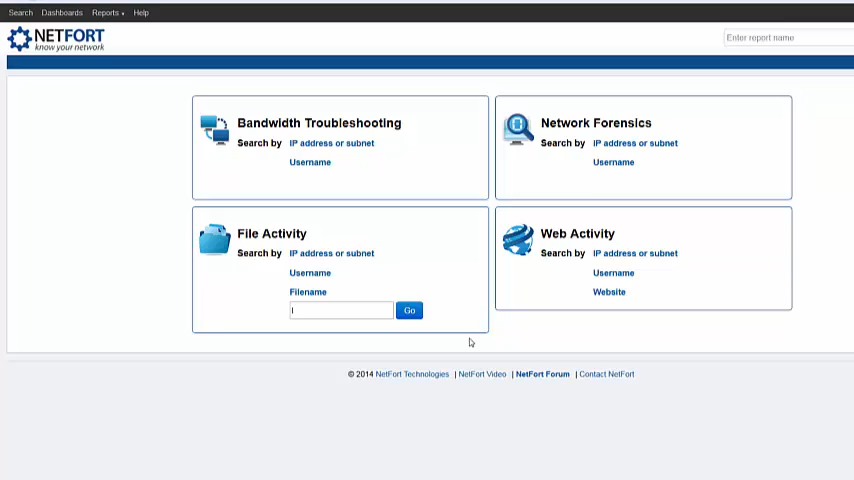 Search Dashboards Reports Help
NETFORT
know your network
Enter report name
Bandwidth Troubleshooting
Search by IP address or subnet
Username
Network Forensics
Search by IP address or subnet
Username
File Activity
Search by IP address or subnet
Username
Filename
Go
Web Activity
Search by IP address or subnet
Username
Website
© 2014 NetFort Technologies | NetFort Video | NetFort Forum | Contact NetFort